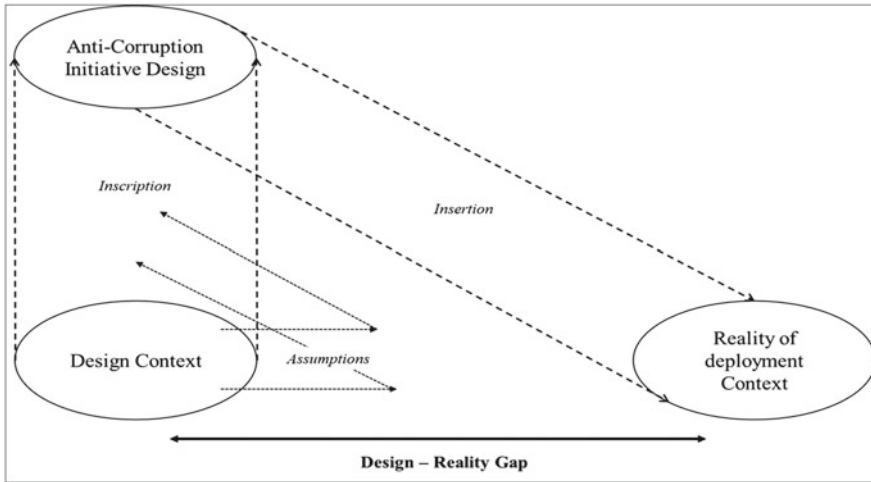 Anti-Corruption
Initiative Design
Inscription
Insertion
Design Context
Assumptions
Reality of
deployment
Context
Design – Reality Gap